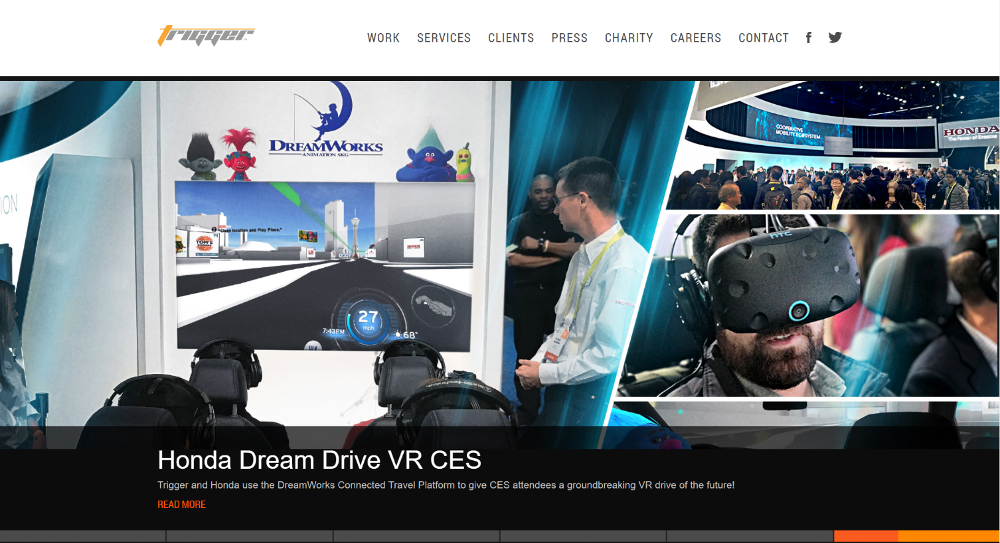 Trigger
WORK SERVICES CLIENTS PRESS CHARITY CAREERS CONTACT
DREAMWORKS
ANIMATION SKG
ION
"Clean location and Play Place."
TOM'S
27
mph
7:43PM
68°
audio-technica
COOPERATIVE
MOBILITY ECOSYSTEM
HONDA
The Power of Dreams
HTC
Honda Dream Drive VR CES
Trigger and Honda use the DreamWorks Connected Travel Platform to give CES attendees a groundbreaking VR drive of the future!
READ MORE